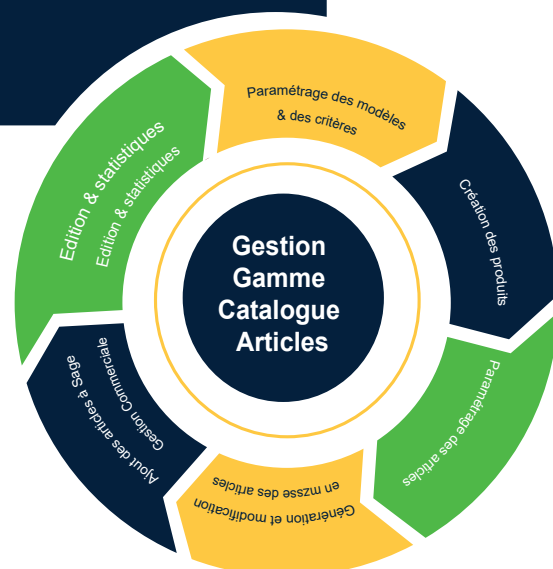 Paramétrage des modèles
& des critères
Création des produits
Paramétrage des articles
Génération et modification
en mzsse des articles
Ajout des articles à Sage
Gestion Commerciale
Edition & statistiques
Edition & statistiques
Gestion
Gamme
Catalogue
Articles